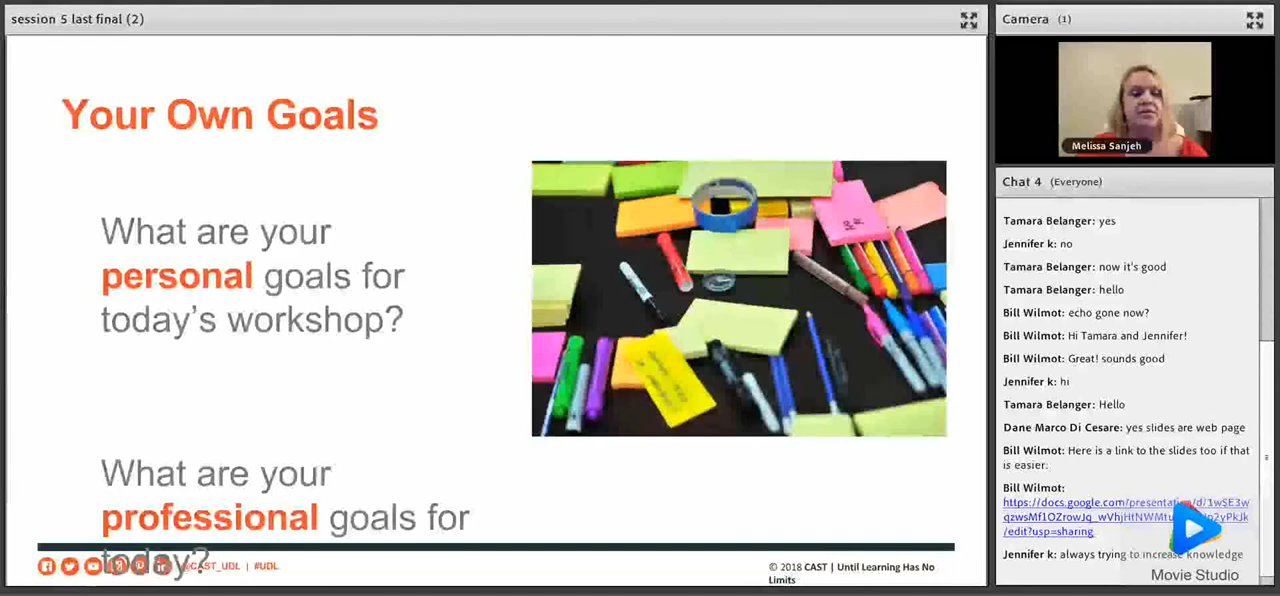 session 5 last final (2)
Your Own Goals
What are your
personal goals for
today's workshop?
What are your
professional goals for
today?
@CAST_UDL | #UDL
© 2018 CAST | Until Learning Has No
Limits
Camera (1)
Melissa Sanjeh
Chat 4 (Everyone)
Tamara Belanger: yes
Jennifer k: no
Tamara Belanger: now it's good
Tamara Belanger: hello
Bill Wilmot: echo gone now?
Bill Wilmot: Hi Tamara and Jennifer!
Bill Wilmot: Great! sounds good
Jennifer k: hi
Tamara Belanger: Hello
Dane Marco Di Cesare: yes slides are web page
Bill Wilmot: Here is a link to the slides too if that
is easier:
Bill Wilmot:
/edit?usp=sharing
Jennifer k: always trying to increase knowledge
Movie Studio